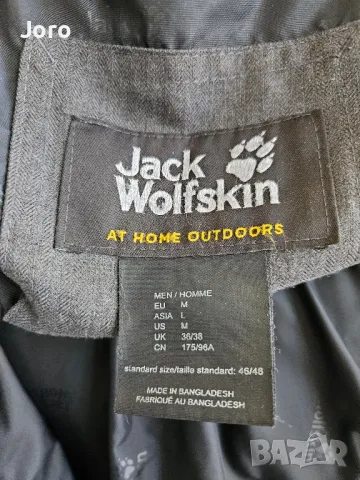 Joro
Jack
Wolfskin
AT HOME OUTDOORS
MEN / HOMME
EU M
ASIA L
US M
UK 36/38
CN 175/96A
standard size/taille standard: 46/48
MADE IN BANGLADESH
FABRIQUÉ AU BANGLADESH
BAZAR
bg